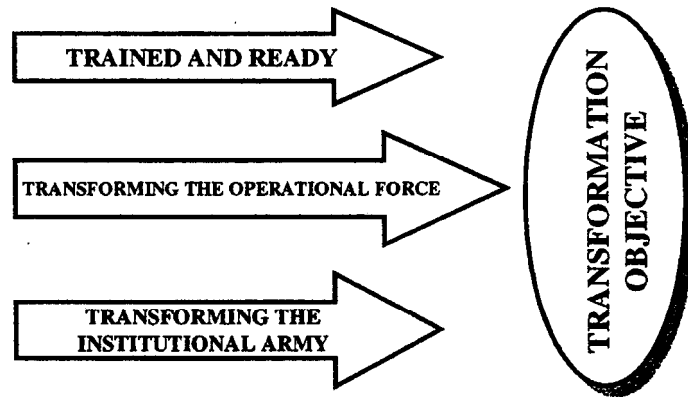 TRAINED AND READY
TRANSFORMING THE OPERATIONAL FORCE
TRANSFORMING THE
INSTITUTIONAL ARMY
TRANSFORMATION
OBJECTIVE